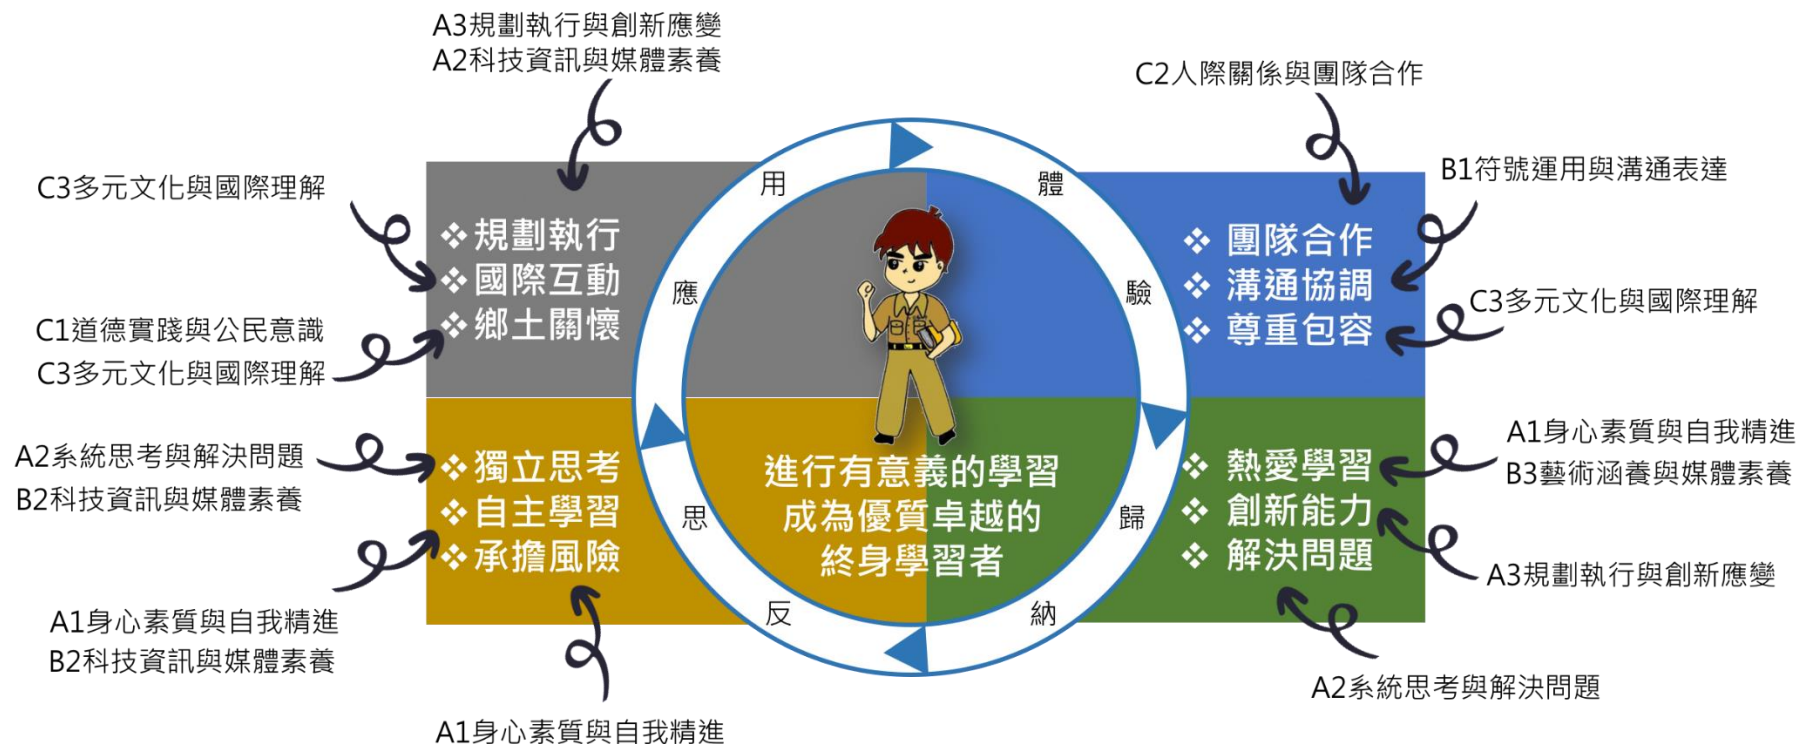 A3規劃執行與創新應變
A2科技資訊與媒體素養
C3多元文化與國際理解
C1道德實踐與公民意識
C3多元文化與國際理解
❖規劃執行
❖國際互動
❖鄉土關懷
應用
體驗
C2人際關係與團隊合作
B1符號運用與溝通表達
C3多元文化與國際理解
❖ 團隊合作
❖ 溝通協調
❖ 尊重包容
A2系統思考與解決問題
B2科技資訊與媒體素養
A1身心素質與自我精進
B2科技資訊與媒體素養
A1身心素質與自我精進
❖獨立思考
❖自主學習
❖承擔風險
反思
歸納
進行有意義的學習
成為優質卓越的
終身學習者
❖ 熱愛學習
❖ 創新能力
❖ 解決問題
A1身心素質與自我精進
B3藝術涵養與媒體素養
A3規劃執行與創新應變
A2系統思考與解決問題